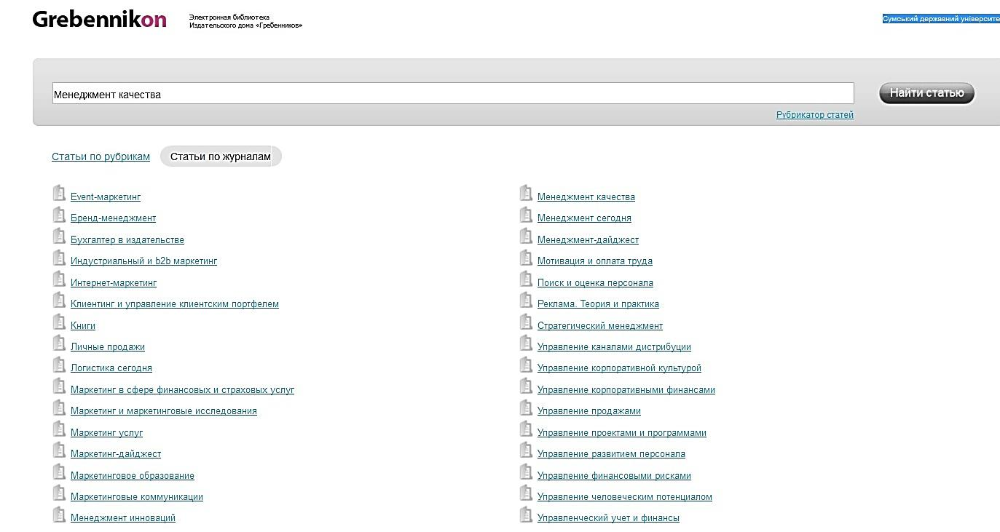 Grebennikon
Электронная библиотека
Издательского дома «Гребенников»
Сумський державний університе
Менеджмент качества
Найти статью
Рубрикатор статей
Статьи по рубрикам
Статьи по журналам
Event-маркетинг
Бренд-менеджмент
Бухгалтер в издательстве
Индустриальный и b2b маркетинг
Интернет-маркетинг
Клиентинг и управление клиентским портфелем
Книги
Личные продажи
Логистика сегодня
Маркетинг в сфере финансовых и страховых услуг
Маркетинг и маркетинговые исследования
Маркетинг услуг
Маркетинг-дайджест
Маркетинговое образование
Маркетинговые коммуникации
Менеджмент инноваций
Менеджмент качества
Менеджмент сегодня
Менеджмент-дайджест
Мотивация и оплата труда
Поиск и оценка персонала
Реклама. Теория и практика
Стратегический менеджмент
Управление каналами дистрибуции
Управление корпоративной культурой
Управление корпоративными финансами
Управление продажами
Управление проектами и программами
Управление развитием персонала
Управление финансовыми рисками
Управление человеческим потенциалом
Управленческий учет и финансы